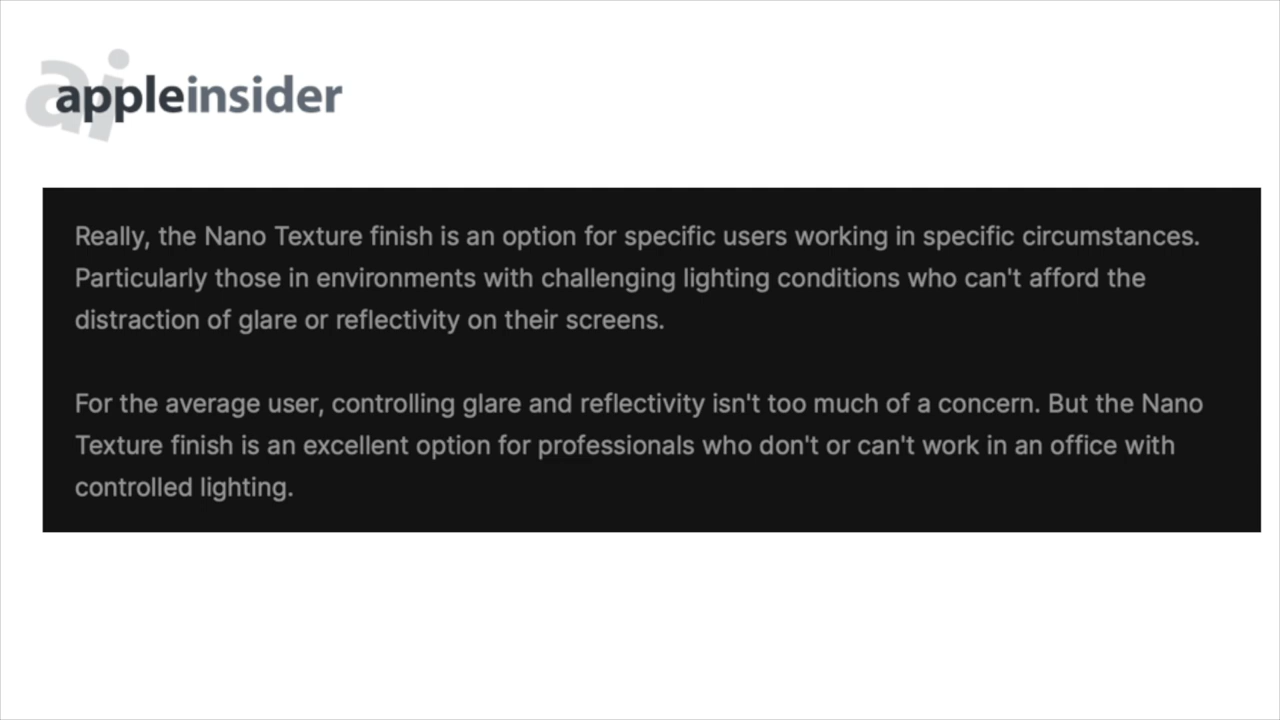 ai
appleinsider
Really, the Nano Texture finish is an option for specific users working in specific circumstances.
Particularly those in environments with challenging lighting conditions who can't afford the
distraction of glare or reflectivity on their screens.
For the average user, controlling glare and reflectivity isn't too much of a concern. But the Nano
Texture finish is an excellent option for professionals who don't or can't work in an office with
controlled lighting.